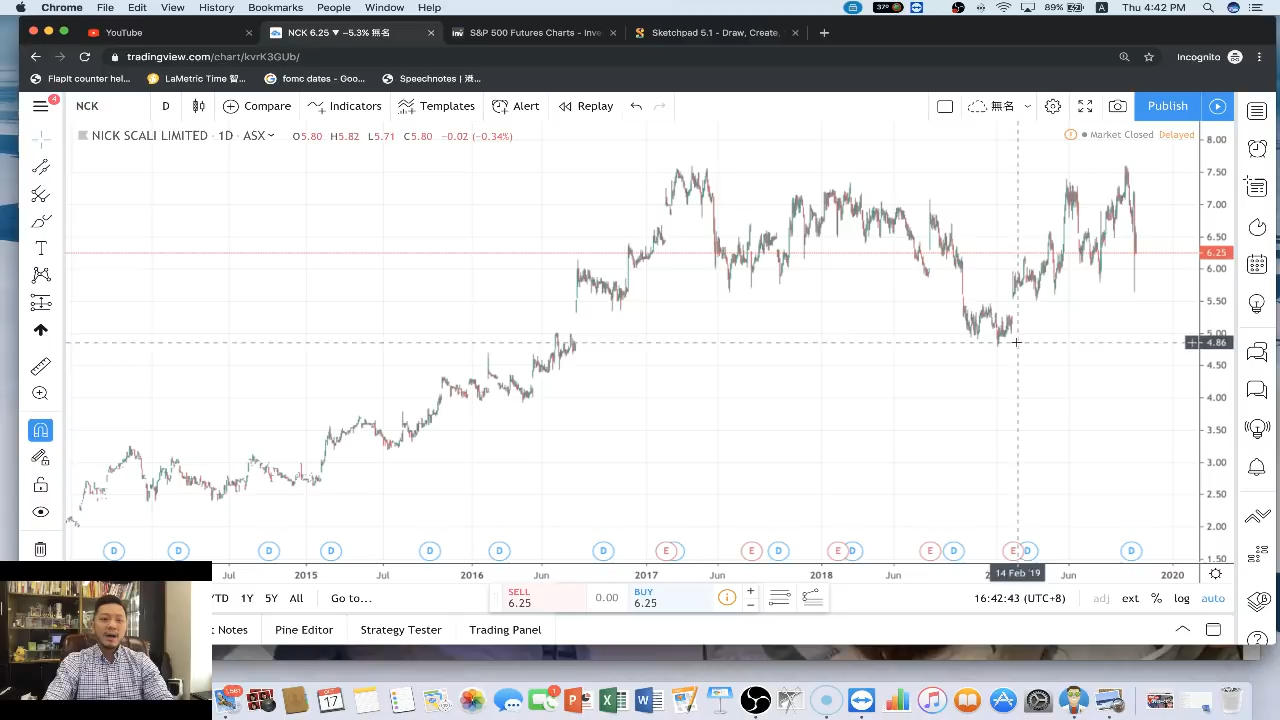 Chrome File Edit View History Bookmarks People Window Help 37° 89% A Thu 4:42 PM
YouTube NCK 6.25 ▼ −5.3% 無名 S&P 500 Futures Charts - Inve Sketchpad 5.1 - Draw, Create,
tradingview.com/chart/kvrK3GUb/ Incognito
FlapIt counter hel... LaMetric Time 智... fomc dates - Goo... Speechnotes | 港...
4 NCK D Compare Indicators Templates Alert Replay 無名 Publish
NICK SCALI LIMITED · 1D · ASX O5.80 H5.82 L5.71 C5.80 −0.02 (−0.34%) Market Closed Delayed
8.00
7.50
7.00
6.50
6.25
6.00
5.50
5.00
4.86
4.50
4.00
3.50
3.00
2.50
2.00
1.50
D D D D D D D E E D E D E D E D D
Jul 2015 Jul 2016 Jun 2017 Jun 2018 Jun 14 Feb '19 Jun 2020
YTD 1Y 5Y All Go to... SELL 6.25 0.00 BUY 6.25 16:42:43 (UTC+8) adj ext % log auto
Notes Pine Editor Strategy Tester Trading Panel
OCT
17
1